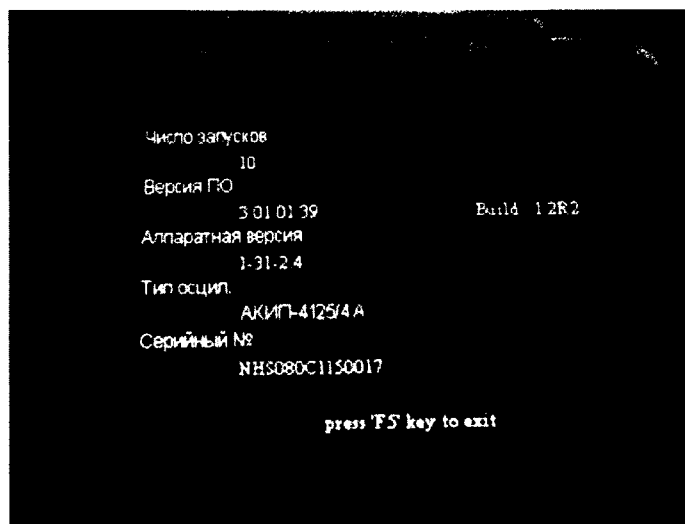 Число запусков
10
Версия ПО
3.01.01.39 Build 1.2R2
Аппаратная версия
1-31-2.4
Тип осцил.
АКИП-4125/4А
Серийный №
NHS080C1150017
press 'F5' key to exit